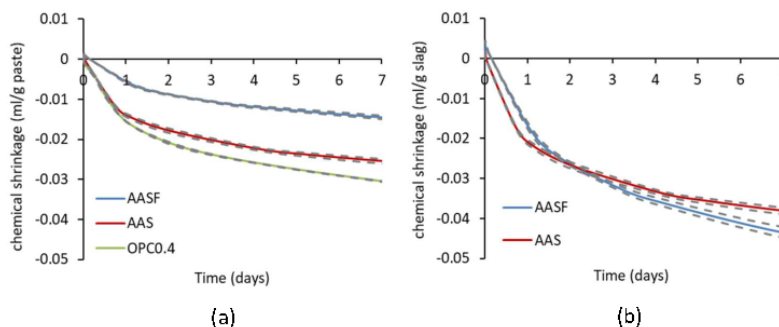 0.01
0
-0.01
-0.02
-0.03
-0.04
-0.05
0 1 2 3 4 5 6 7
chemical shrinkage (ml/g paste)
AASF
AAS
OPC0.4
Time (days)
(a)
0.01
0
-0.01
-0.02
-0.03
-0.04
-0.05
0 1 2 3 4 5 6
chemical shrinkage (ml/g slag)
AASF
AAS
Time (days)
(b)